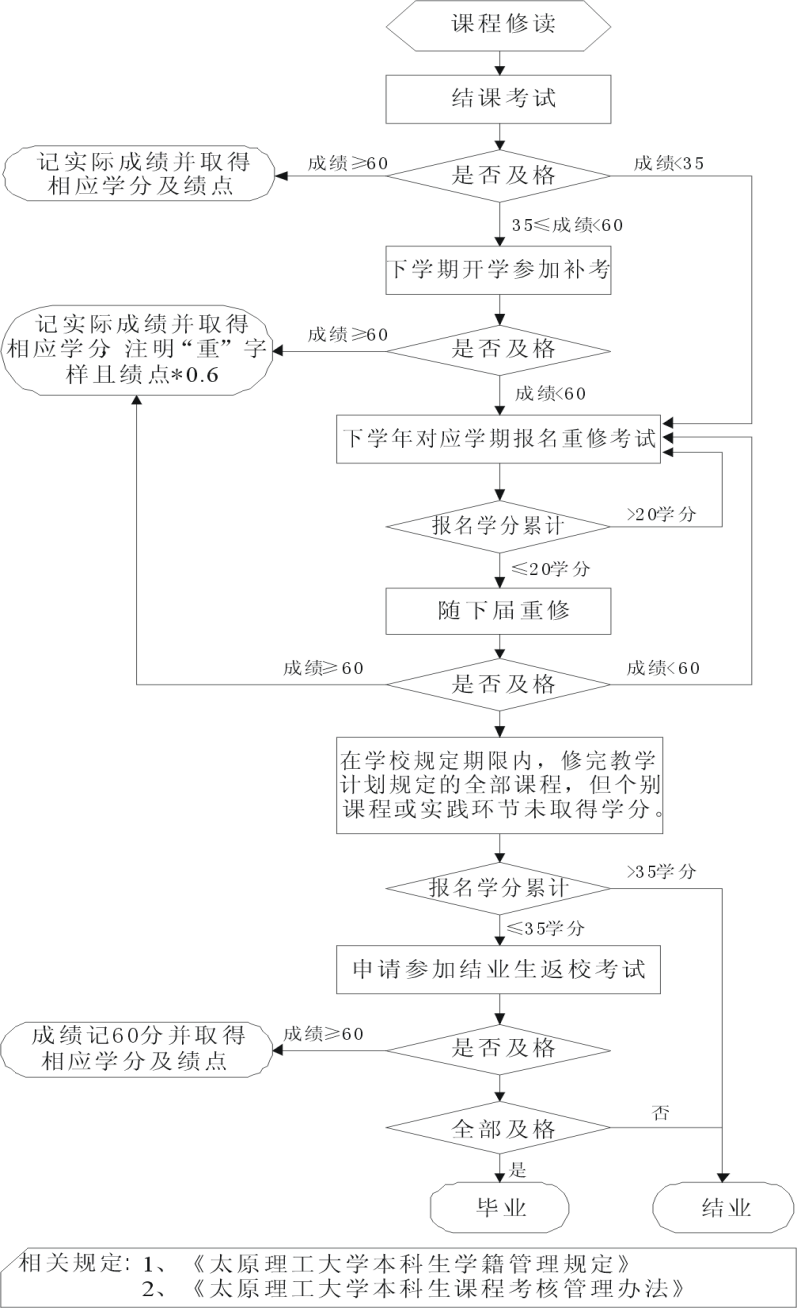 课程修读
结课考试
记实际成绩并取得
相应学分及绩点
成绩≥60
是否及格
成绩<35
35≤成绩<60
下学期开学参加补考
记实际成绩并取得
相应学分，注明“重”字
样且绩点*0.6
成绩≥60
是否及格
成绩<60
下学年对应学期报名重修考试
报名学分累计
>20学分
≤20学分
随下届重修
成绩≥60
是否及格
成绩<60
在学校规定期限内，修完教学
计划规定的全部课程，但个别
课程或实践环节未取得学分。
报名学分累计
>35学分
≤35学分
申请参加结业生返校考试
成绩记60分并取得
相应学分及绩点
成绩≥60
是否及格
全部及格
否
是
毕业
结业
相关规定：1、《太原理工大学本科生学籍管理规定》
2、《太原理工大学本科生课程考核管理办法》